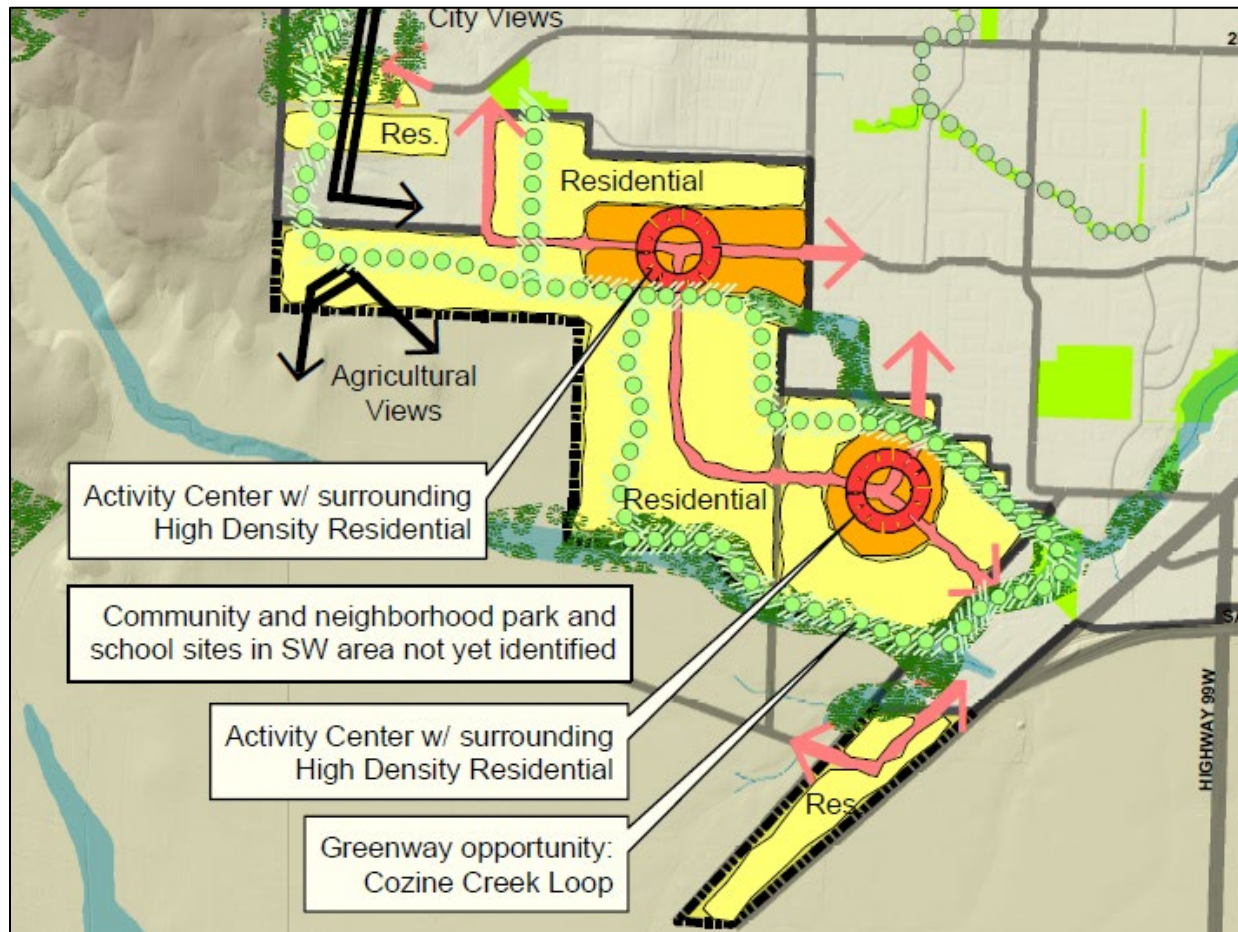 City Views
2
Res.
Residential
Agricultural
Views
Activity Center w/ surrounding
High Density Residential
Residential
Community and neighborhood park and
school sites in SW area not yet identified
Activity Center w/ surrounding
High Density Residential
HIGHWAY 99W
Res.
Greenway opportunity:
Cozine Creek Loop